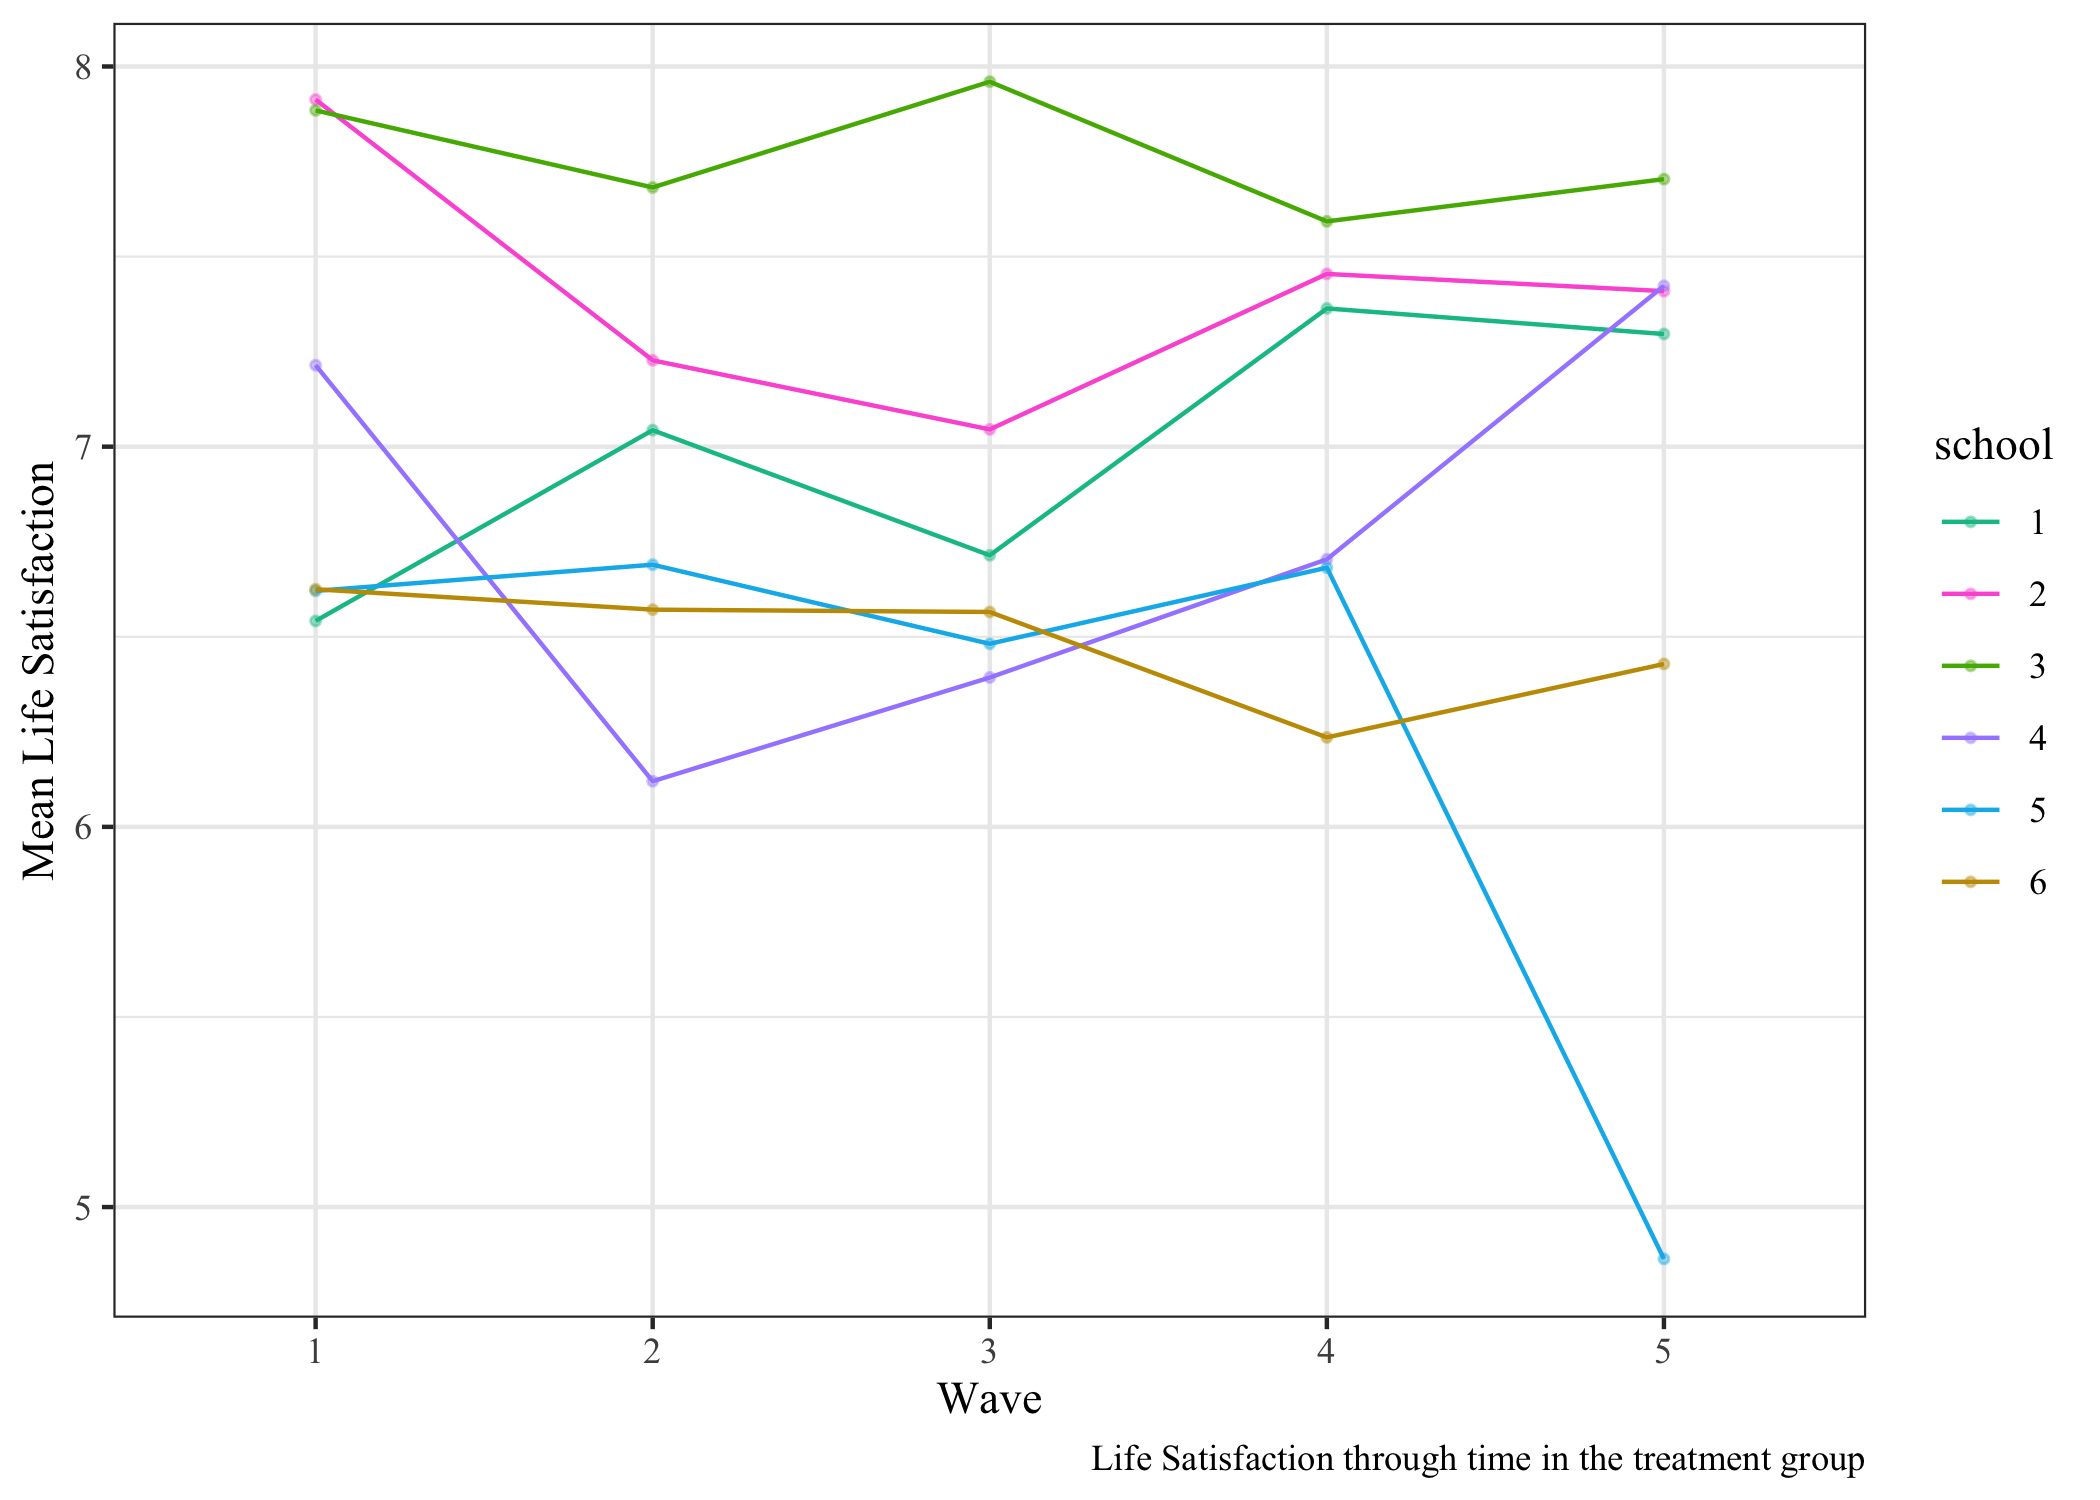 8
7
6
5
Mean Life Satisfaction
1 2 3 4 5
Wave
Life Satisfaction through time in the treatment group
school
1
2
3
4
5
6